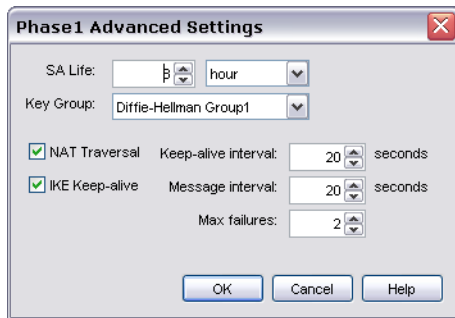 Phase1 Advanced Settings
SA Life: 8 hour
Key Group: Diffie-Hellman Group1
NAT Traversal Keep-alive interval: 20 seconds
IKE Keep-alive Message interval: 20 seconds
Max failures: 2
OK Cancel Help